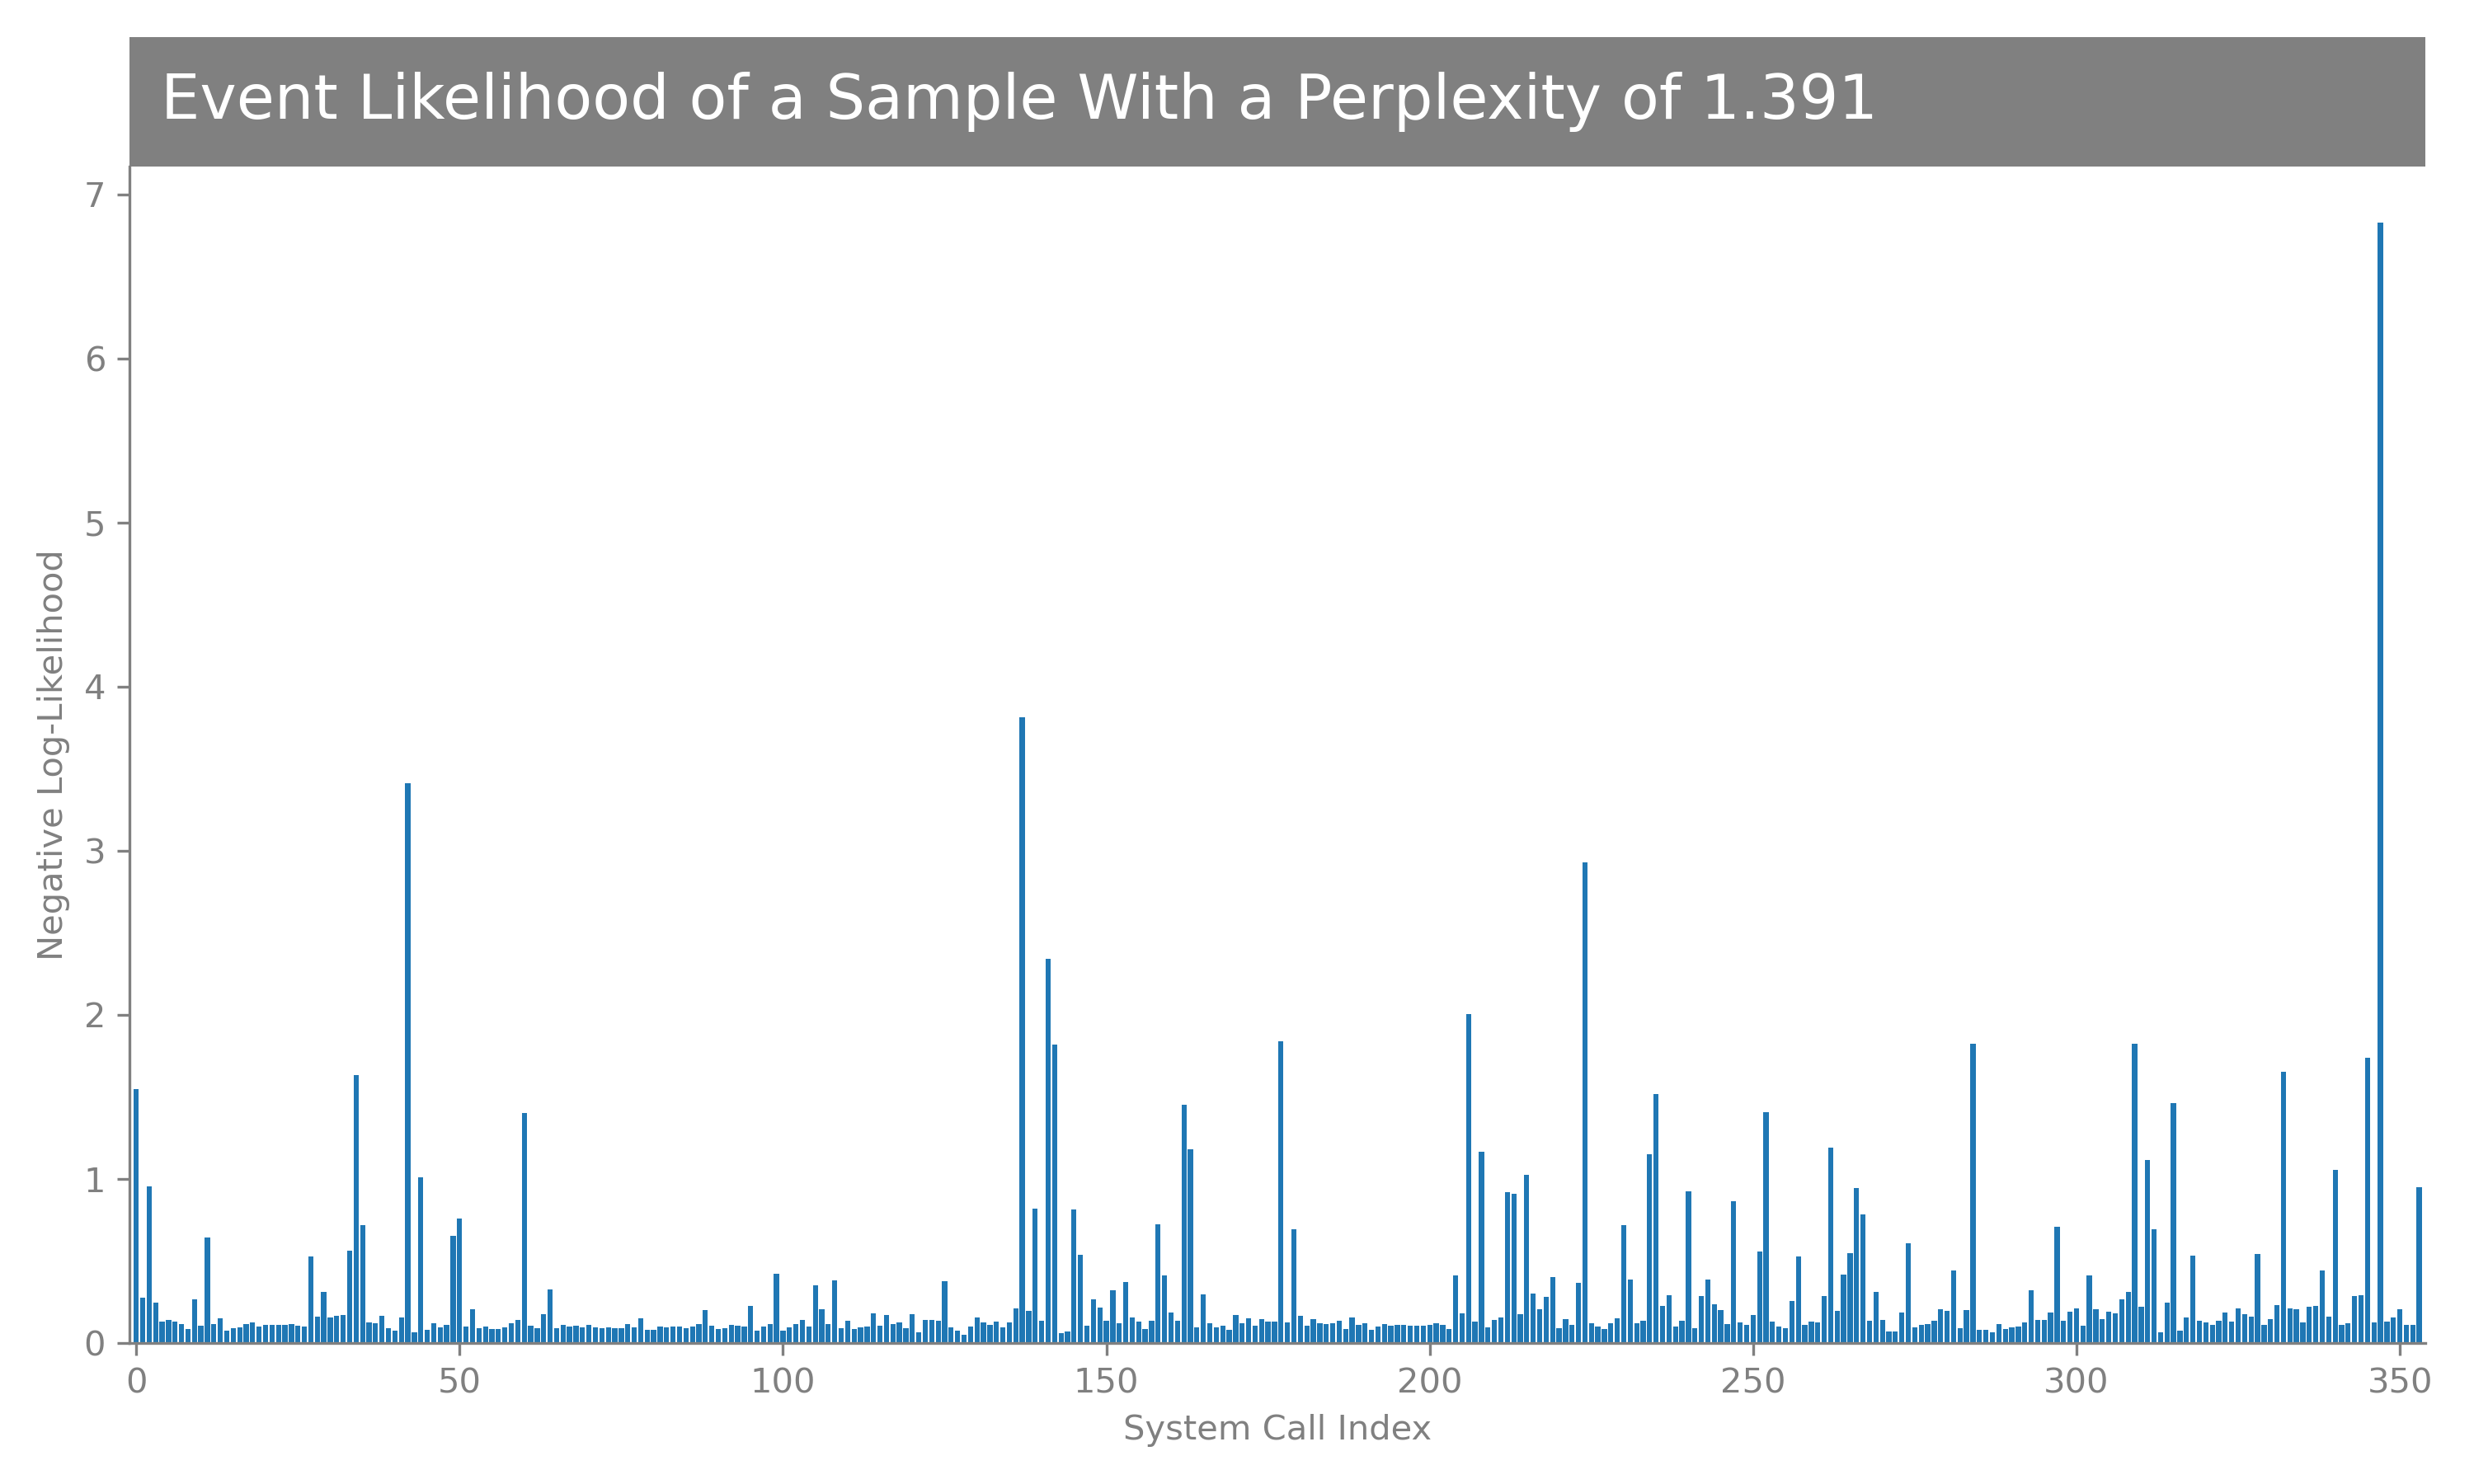 Event Likelihood of a Sample With a Perplexity of 1.391
7
6
5
4
3
2
1
0
Negative Log-Likelihood
0 50 100 150 200 250 300 350
System Call Index